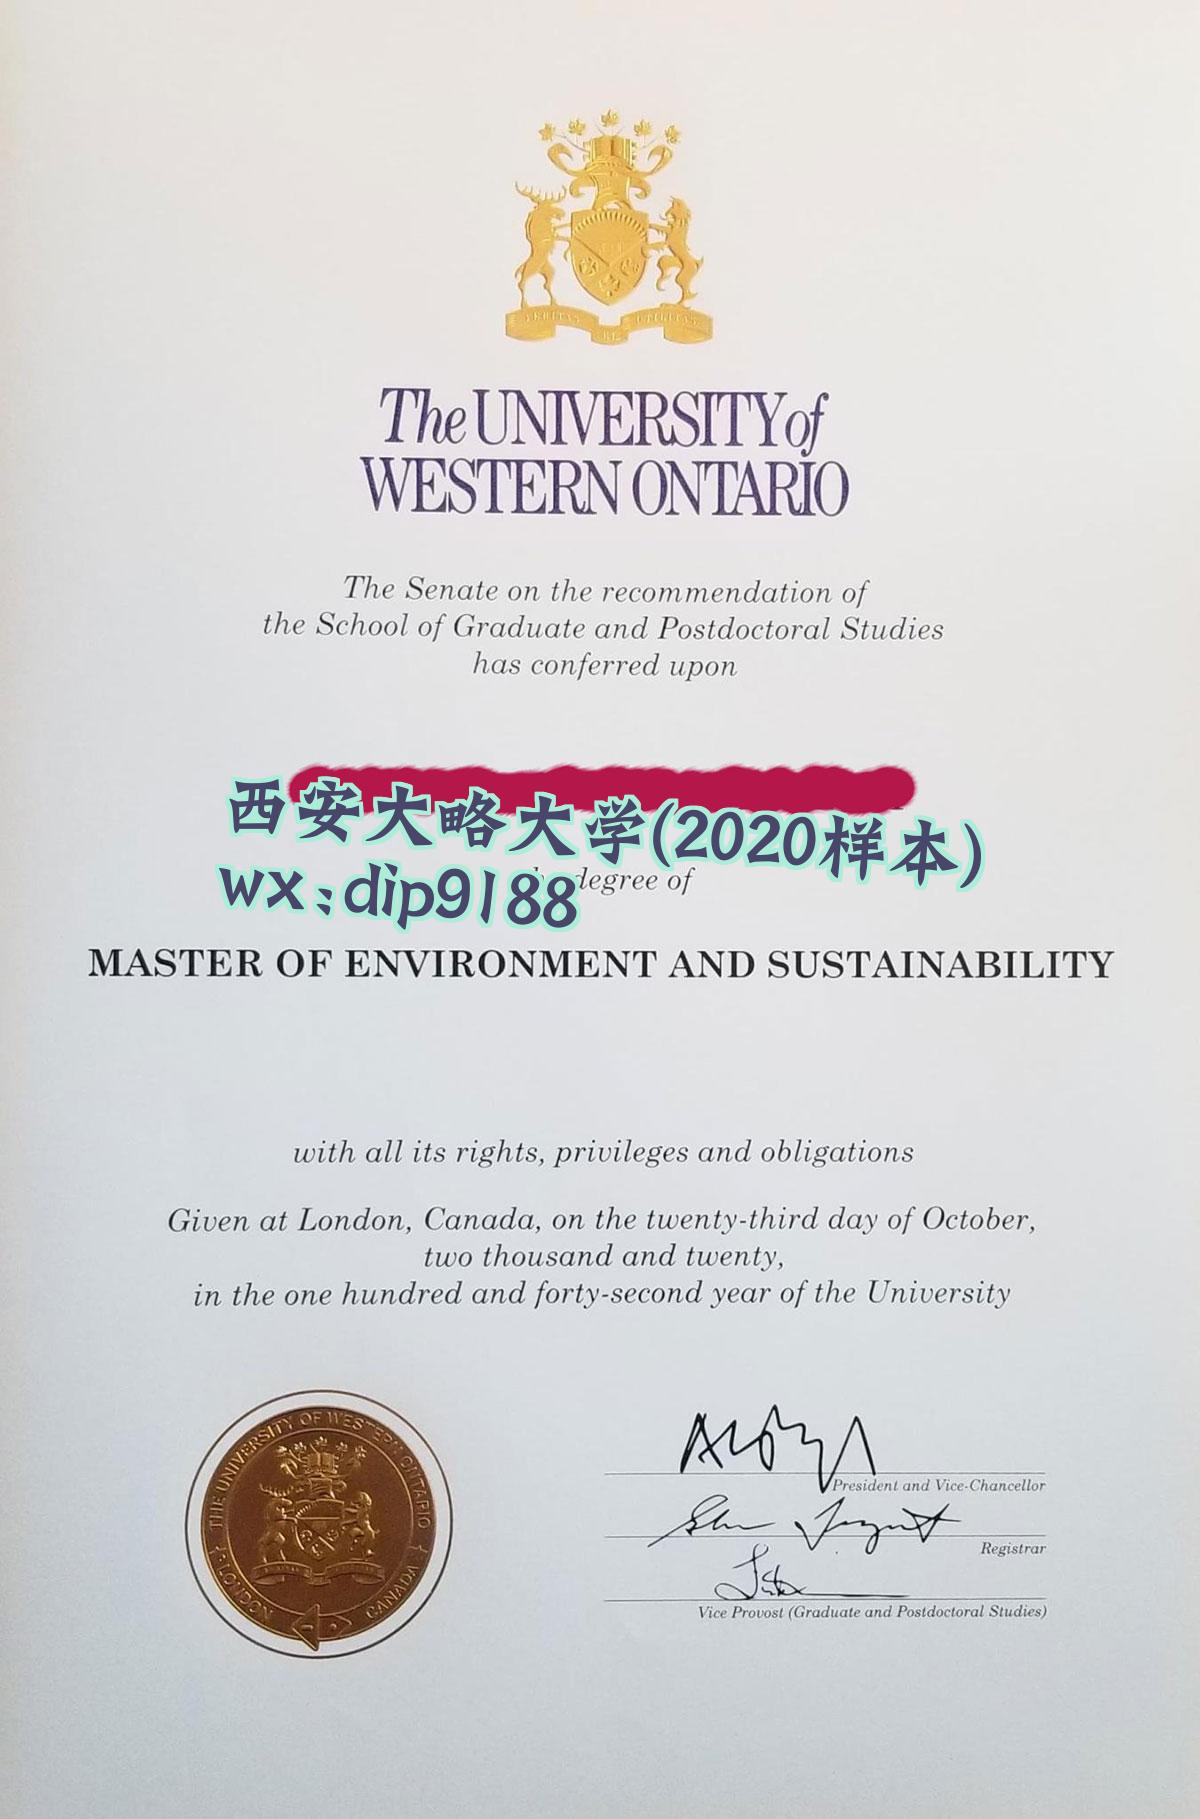 The UNIVERSITY of
WESTERN ONTARIO
The Senate on the recommendation of
the School of Graduate and Postdoctoral Studies
has conferred upon
西安大略大学(2020样本)
wx:dip9188
degree of
MASTER OF ENVIRONMENT AND SUSTAINABILITY
with all its rights, privileges and obligations
Given at London, Canada, on the twenty-third day of October,
two thousand and twenty,
in the one hundred and forty-second year of the University
THE UNIVERSITY OF WESTERN ONTARIO
LONDON CANADA
President and Vice-Chancellor
Registrar
Vice Provost (Graduate and Postdoctoral Studies)